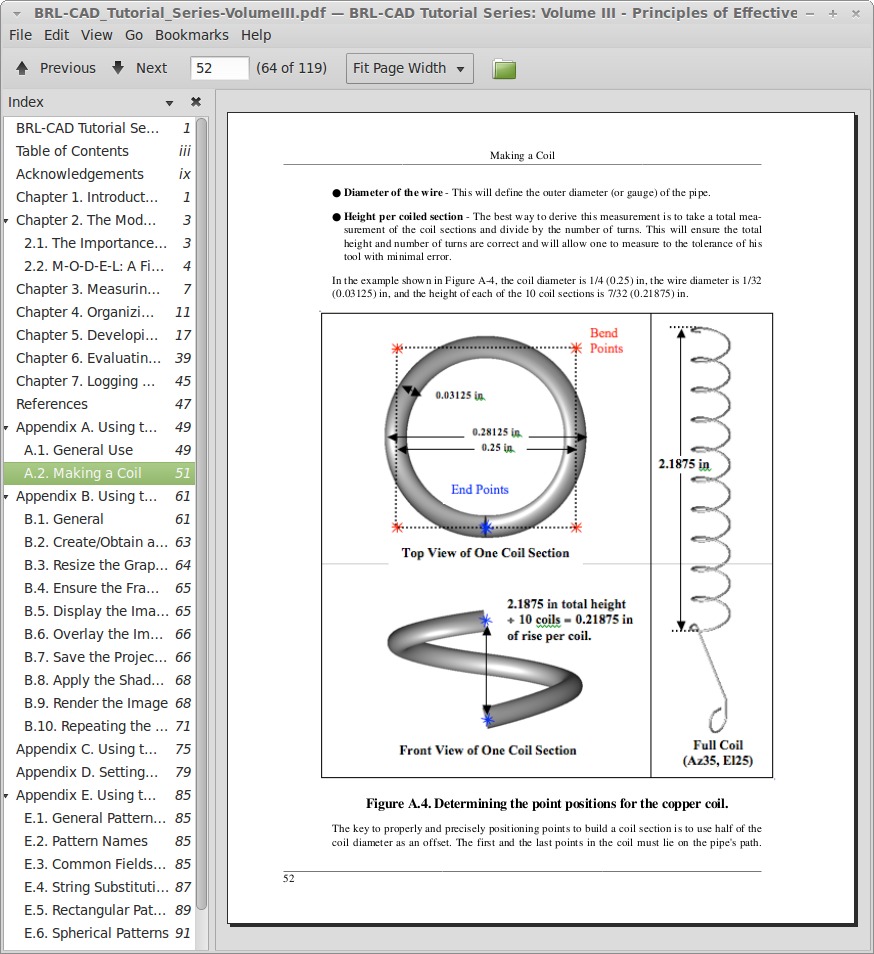 BRL-CAD_Tutorial_Series-VolumeIII.pdf — BRL-CAD Tutorial Series: Volume III - Principles of Effective
File Edit View Go Bookmarks Help
Previous Next 52 (64 of 119) Fit Page Width
Index
BRL-CAD Tutorial Se... 1
Table of Contents iii
Acknowledgements ix
Chapter 1. Introduct... 1
Chapter 2. The Mod... 3
2.1. The Importance... 3
2.2. M-O-D-E-L: A Fi... 4
Chapter 3. Measurin... 7
Chapter 4. Organizi... 11
Chapter 5. Developi... 17
Chapter 6. Evaluatin... 39
Chapter 7. Logging ... 45
References 47
Appendix A. Using t... 49
A.1. General Use 49
A.2. Making a Coil 51
Appendix B. Using t... 61
B.1. General 61
B.2. Create/Obtain a... 63
B.3. Resize the Grap... 64
B.4. Ensure the Fra... 65
B.5. Display the Ima... 65
B.6. Overlay the Im... 66
B.7. Save the Projec... 66
B.8. Apply the Shad... 68
B.9. Render the Image 68
B.10. Repeating the ... 71
Appendix C. Using t... 75
Appendix D. Setting... 79
Appendix E. Using t... 85
E.1. General Pattern... 85
E.2. Pattern Names 85
E.3. Common Fields... 85
E.4. String Substituti... 87
E.5. Rectangular Pat... 89
E.6. Spherical Patterns 91
Making a Coil
● Diameter of the wire - This will define the outer diameter (or gauge) of the pipe.
● Height per coiled section - The best way to derive this measurement is to take a total mea-
surement of the coil sections and divide by the number of turns. This will ensure the total
height and number of turns are correct and will allow one to measure to the tolerance of his
tool with minimal error.
In the example shown in Figure A-4, the coil diameter is 1/4 (0.25) in, the wire diameter is 1/32
(0.03125) in, and the height of each of the 10 coil sections is 7/32 (0.21875) in.
Bend
Points
0.03125 in.
0.28125 in.
0.25 in.
End Points
Top View of One Coil Section
2.1875 in total height
÷ 10 coils = 0.21875 in
of rise per coil.
Front View of One Coil Section
2.1875 in
Full Coil
(Az35, El25)
Figure A.4. Determining the point positions for the copper coil.
The key to properly and precisely positioning points to build a coil section is to use half of the
coil diameter as an offset. The first and the last points in the coil must lie on the pipe's path.
52